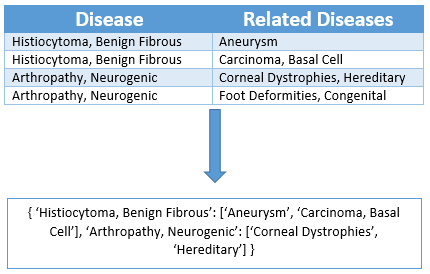 Disease Related Diseases
Histiocytoma, Benign Fibrous Aneurysm
Histiocytoma, Benign Fibrous Carcinoma, Basal Cell
Arthropathy, Neurogenic Corneal Dystrophies, Hereditary
Arthropathy, Neurogenic Foot Deformities, Congenital
{ ‘Histiocytoma, Benign Fibrous’: [‘Aneurysm’, ‘Carcinoma, Basal
Cell’], ‘Arthropathy, Neurogenic’: [‘Corneal Dystrophies’,
‘Hereditary’] }